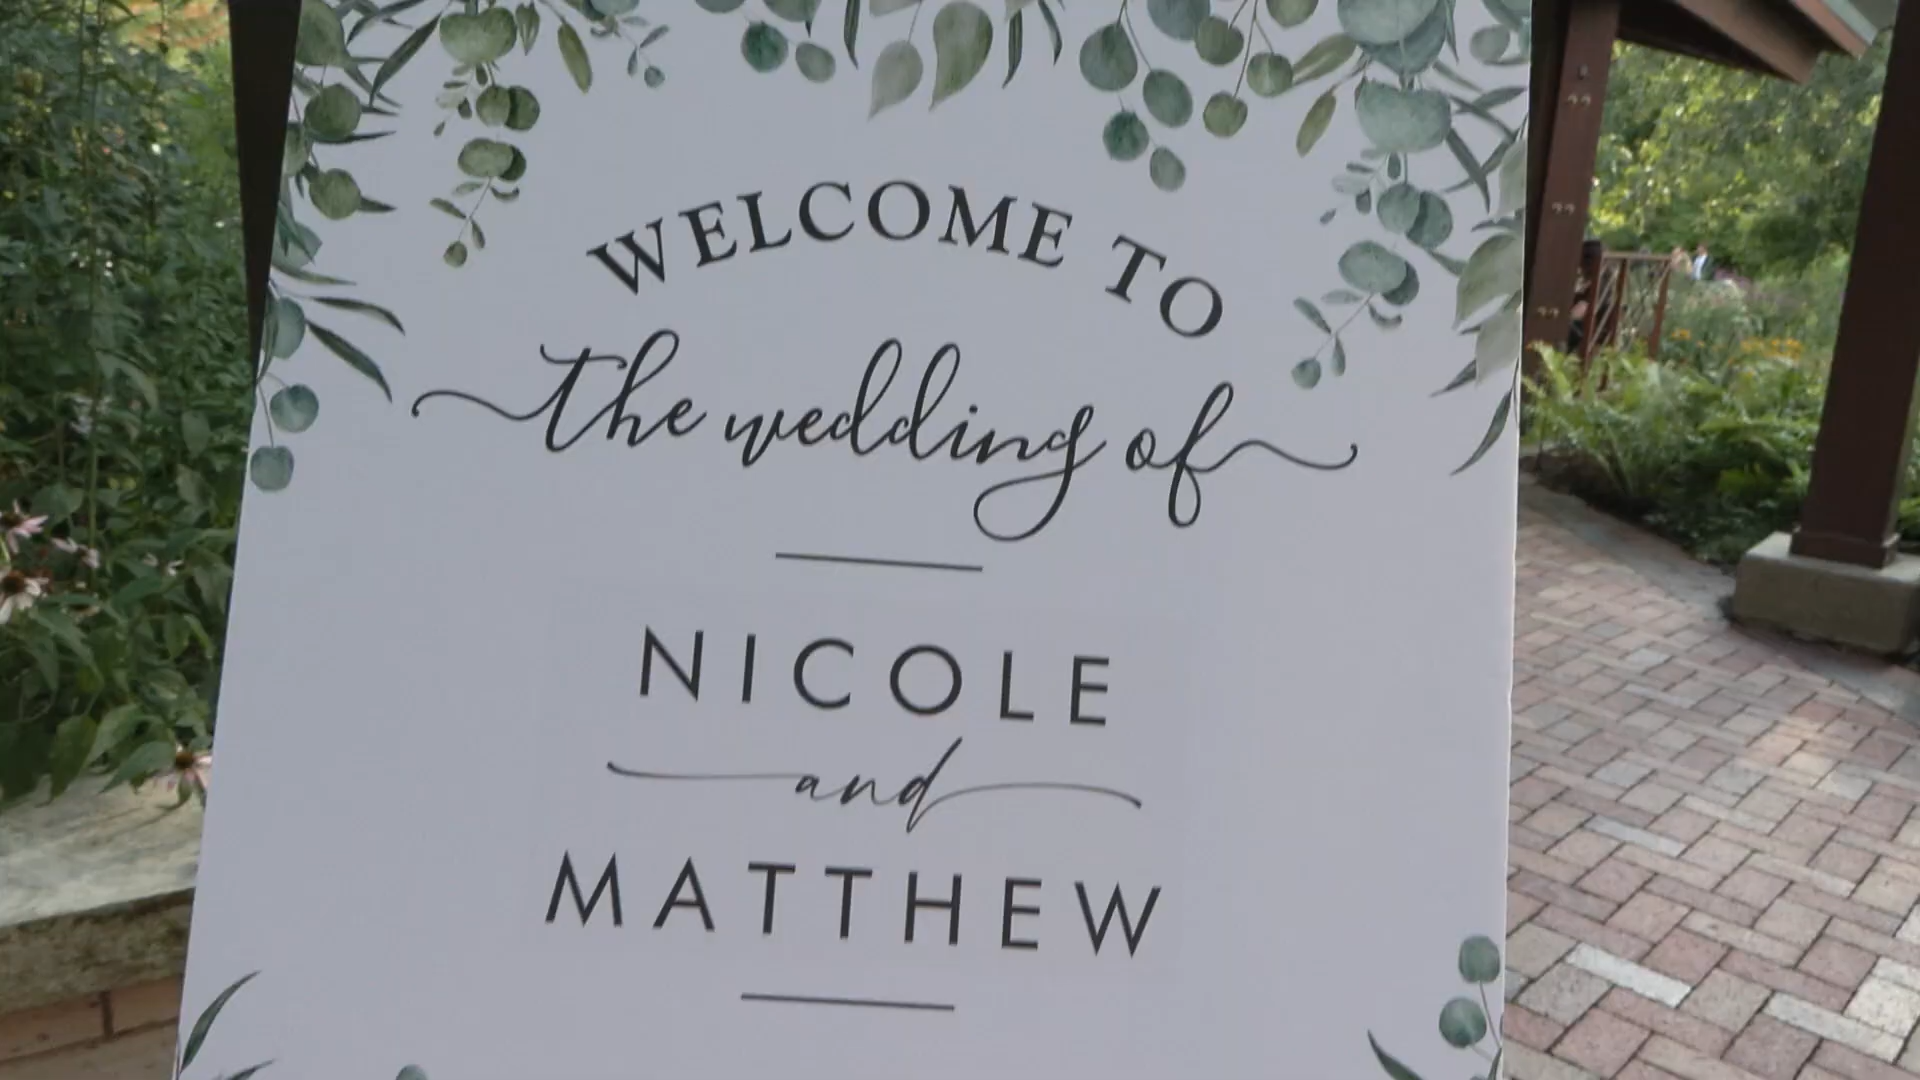 WELCOME TO
the wedding of
NICOLE
and
MATTHEW